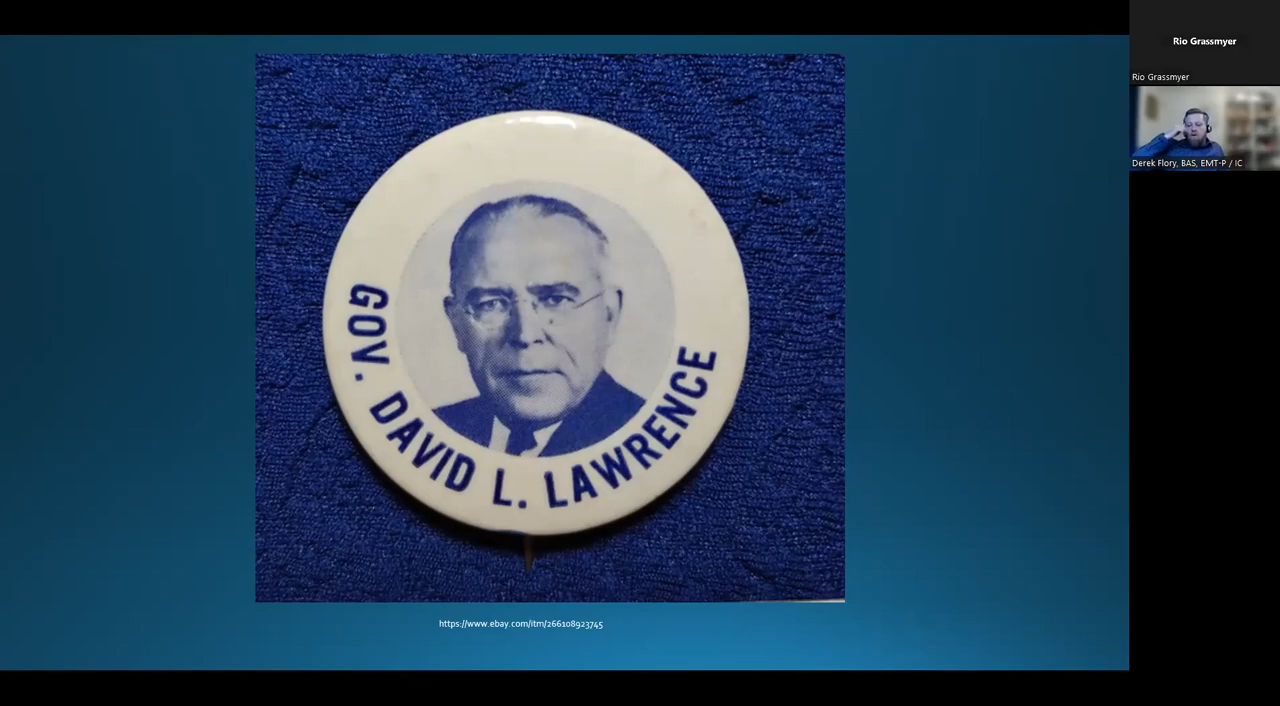 GOV. DAVID L. LAWRENCE
https://www.ebay.com/itm/266108923745
Rio Grassmyer
Rio Grassmyer
Derek Flory, BAS, EMT-P / IC